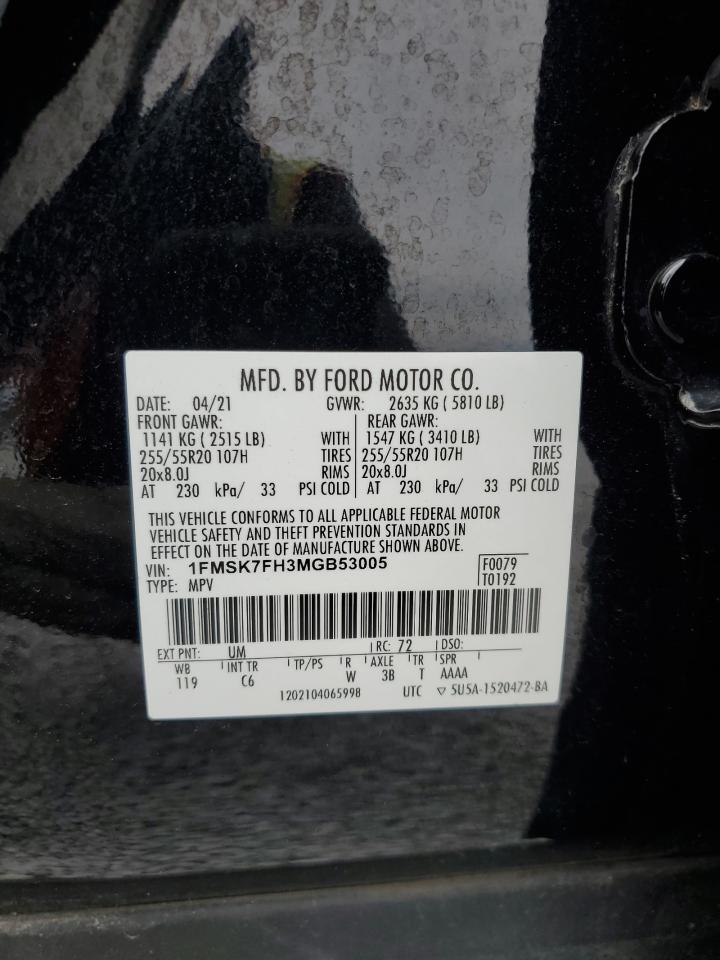 MFD. BY FORD MOTOR CO.
DATE: 04/21 GVWR: 2635 KG ( 5810 LB)
FRONT GAWR: REAR GAWR:
1141 KG ( 2515 LB) WITH 1547 KG ( 3410 LB) WITH
255/55R20 107H TIRES 255/55R20 107H TIRES
20x8.0J RIMS 20x8.0J RIMS
AT 230 kPa/ 33 PSI COLD AT 230 kPa/ 33 PSI COLD
THIS VEHICLE CONFORMS TO ALL APPLICABLE FEDERAL MOTOR
VEHICLE SAFETY AND THEFT PREVENTION STANDARDS IN
EFFECT ON THE DATE OF MANUFACTURE SHOWN ABOVE.
VIN: 1FMSK7FH3MGB53005 F0079
TYPE: MPV T0192
EXT PNT: UM RC: 72 DSO:
WB INT TR TP/PS R AXLE TR SPR
119 C6 W 3B T AAAA
1202104065998 UTC ▽ 5U5A-1520472-BA